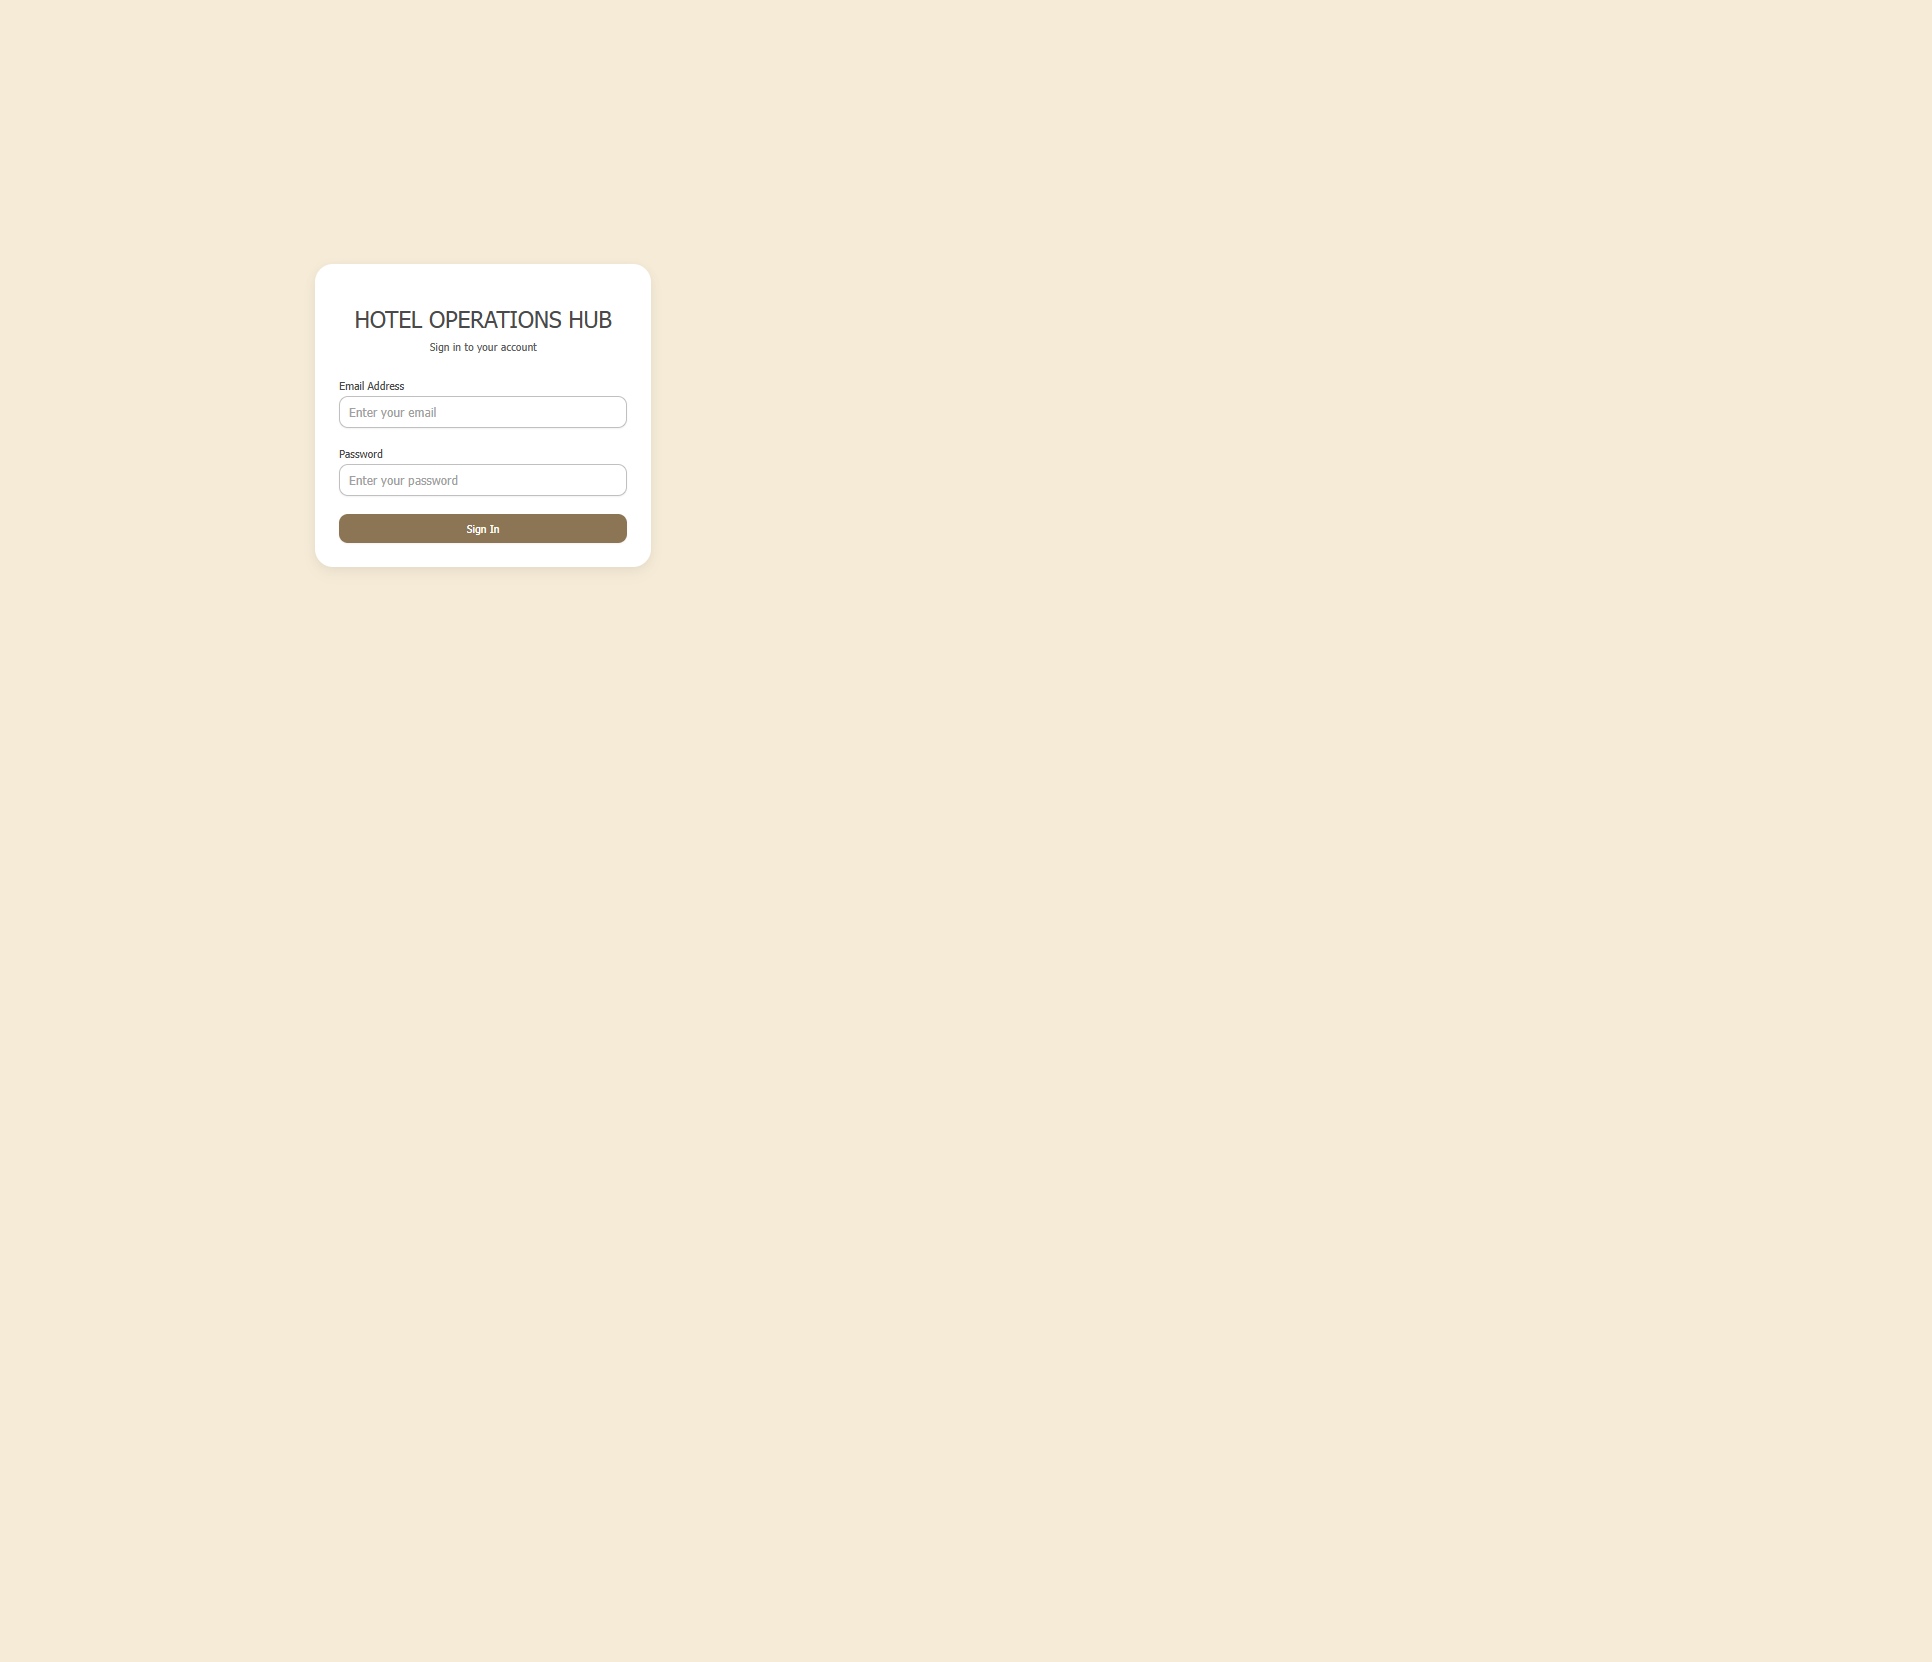 HOTEL OPERATIONS HUB
Sign in to your account
Email Address
Enter your email
Password
Enter your password
Sign In